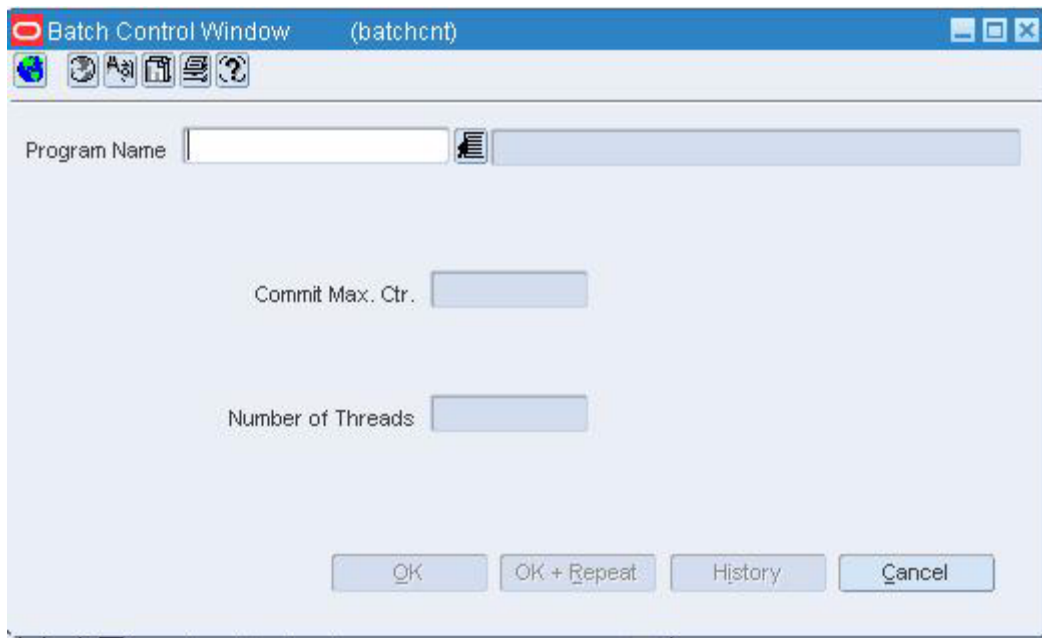 Batch Control Window (batchcnt)
Program Name
Commit Max. Ctr.
Number of Threads
OK OK + Repeat History Cancel